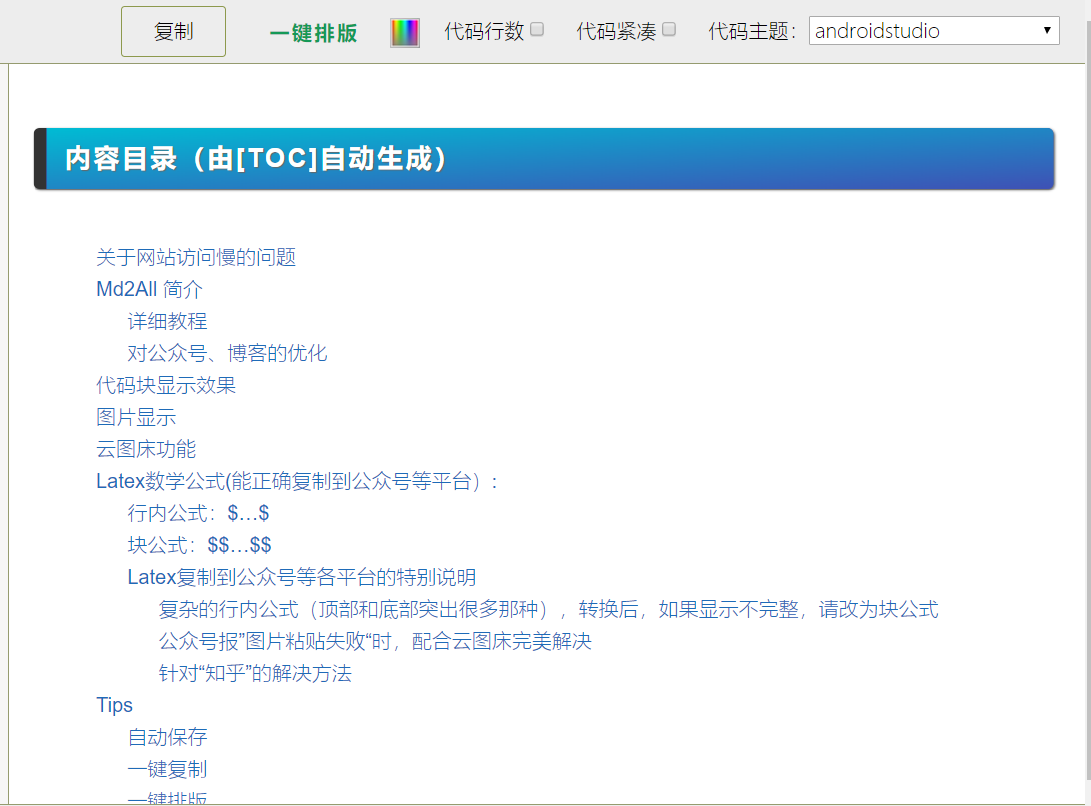 复制 一键排版 代码行数 代码紧凑 代码主题： androidstudio
内容目录（由[TOC]自动生成）
关于网站访问慢的问题
Md2All 简介
详细教程
对公众号、博客的优化
代码块显示效果
图片显示
云图床功能
Latex数学公式(能正确复制到公众号等平台）：
行内公式：$…$
块公式：$$…$$
Latex复制到公众号等各平台的特别说明
复杂的行内公式（顶部和底部突出很多那种），转换后，如果显示不完整，请改为块公式
公众号报”图片粘贴失败“时，配合云图床完美解决
针对“知乎”的解决方法
Tips
自动保存
一键复制
一键排版